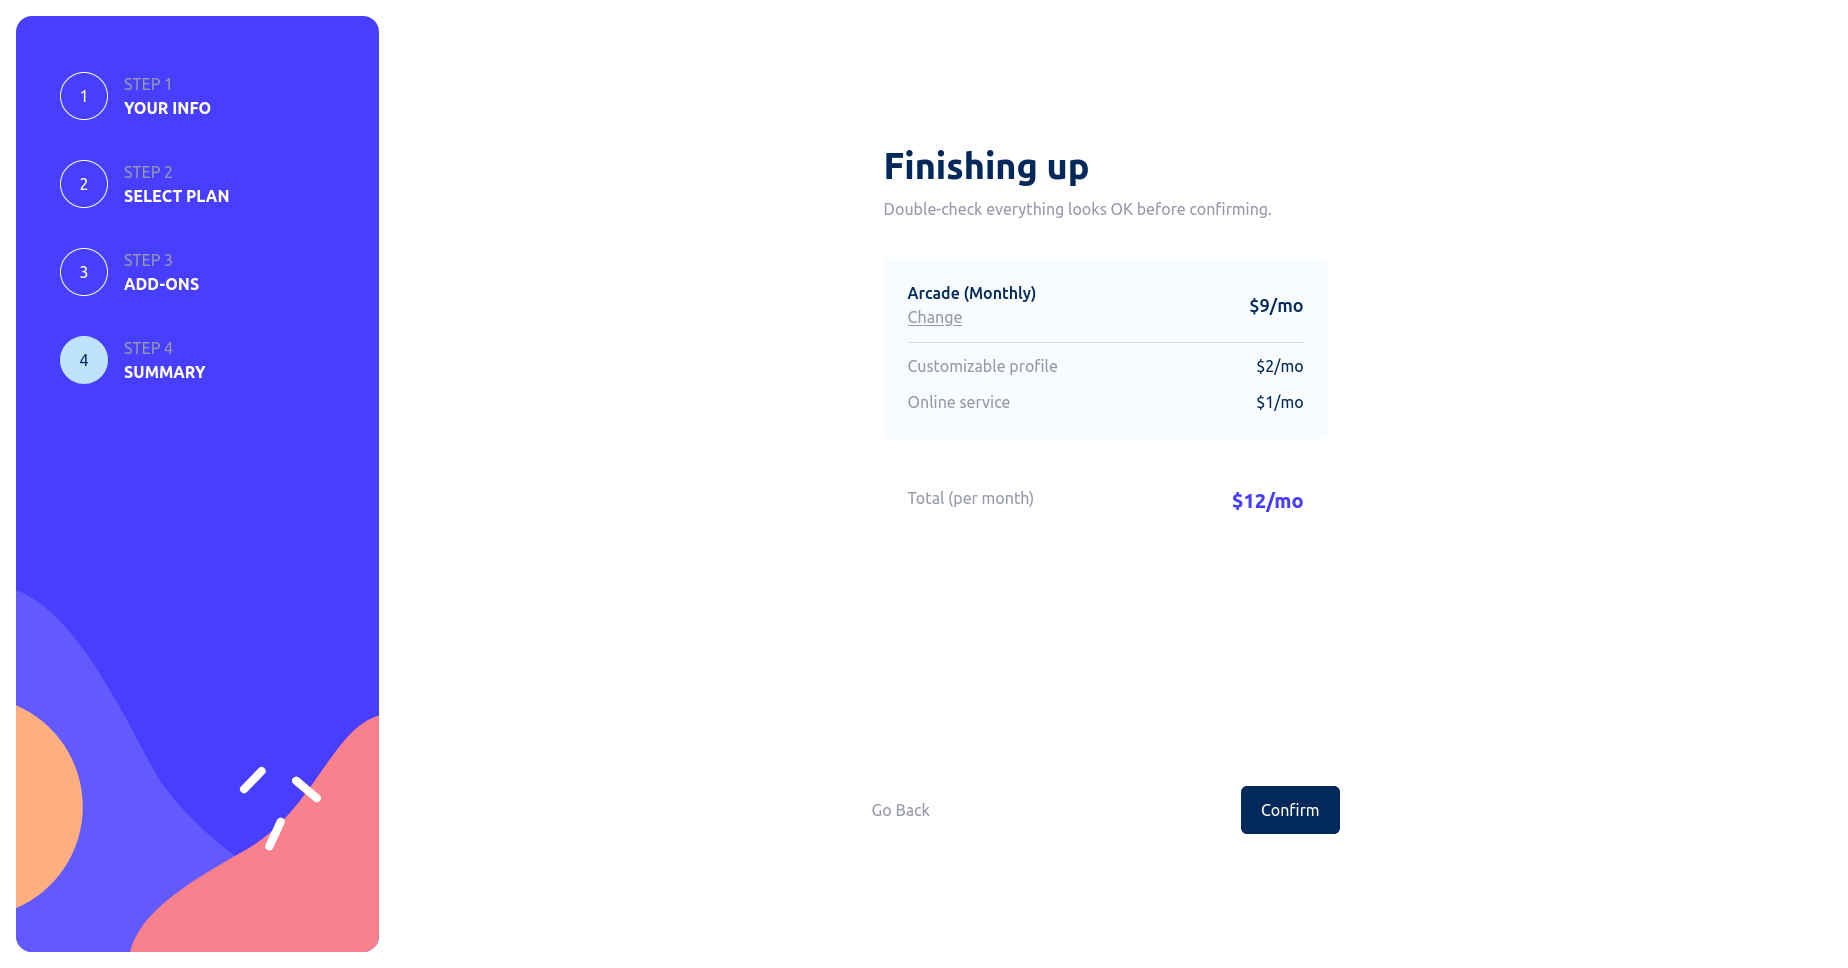 1
STEP 1
YOUR INFO
2
STEP 2
SELECT PLAN
3
STEP 3
ADD-ONS
4
STEP 4
SUMMARY
Finishing up
Double-check everything looks OK before confirming.
Arcade (Monthly)
Change
$9/mo
Customizable profile $2/mo
Online service $1/mo
Total (per month) $12/mo
Go Back Confirm